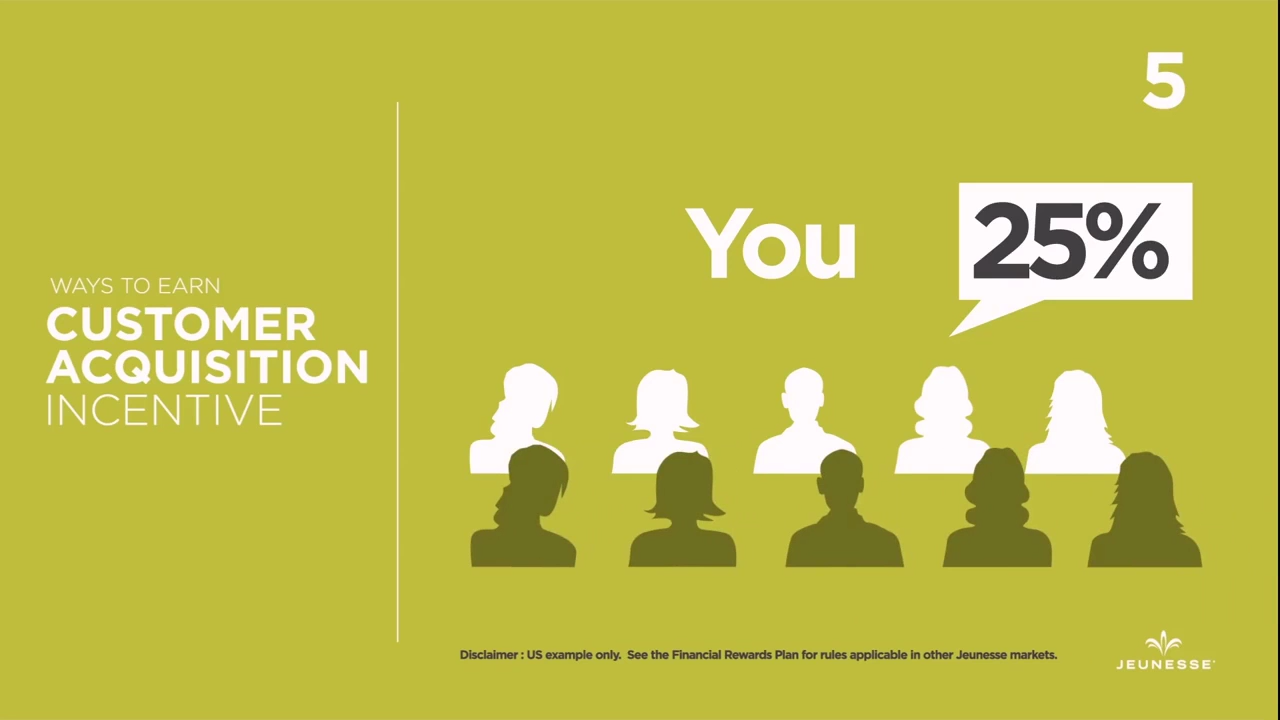 5
You
25%
WAYS TO EARN
CUSTOMER
ACQUISITION
INCENTIVE
Disclaimer : US example only.  See the Financial Rewards Plan for rules applicable in other Jeunesse markets.
JEUNESSE